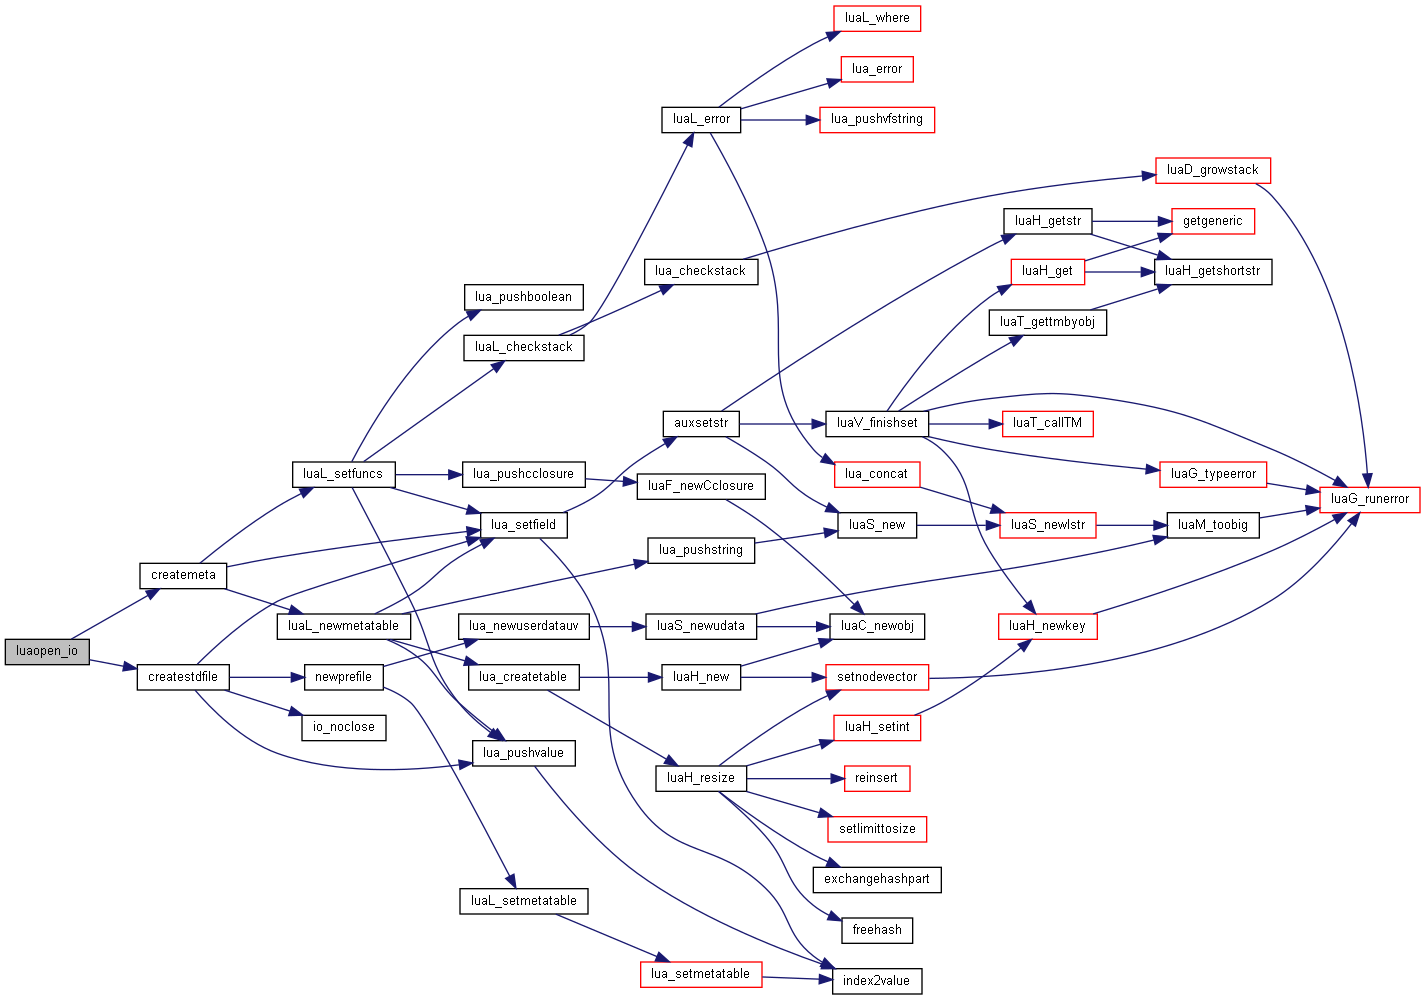 luaL_where
lua_error
luaL_error
lua_pushvfstring
luaD_growstack
luaH_getstr
getgeneric
lua_checkstack
luaH_get
luaH_getshortstr
lua_pushboolean
luaT_gettmbyobj
luaL_checkstack
auxsetstr
luaV_finishset
luaT_callTM
luaL_setfuncs
lua_pushcclosure
lua_concat
luaG_typeerror
luaF_newCclosure
luaG_runerror
lua_setfield
luaS_new
luaS_newlstr
luaM_toobig
lua_pushstring
createmeta
luaL_newmetatable
lua_newuserdatauv
luaS_newudata
luaC_newobj
luaH_newkey
luaopen_io
createstdfile
newprefile
lua_createtable
luaH_new
setnodevector
io_noclose
luaH_setint
lua_pushvalue
luaH_resize
reinsert
setlimittosize
exchangehashpart
luaL_setmetatable
freehash
lua_setmetatable
index2value